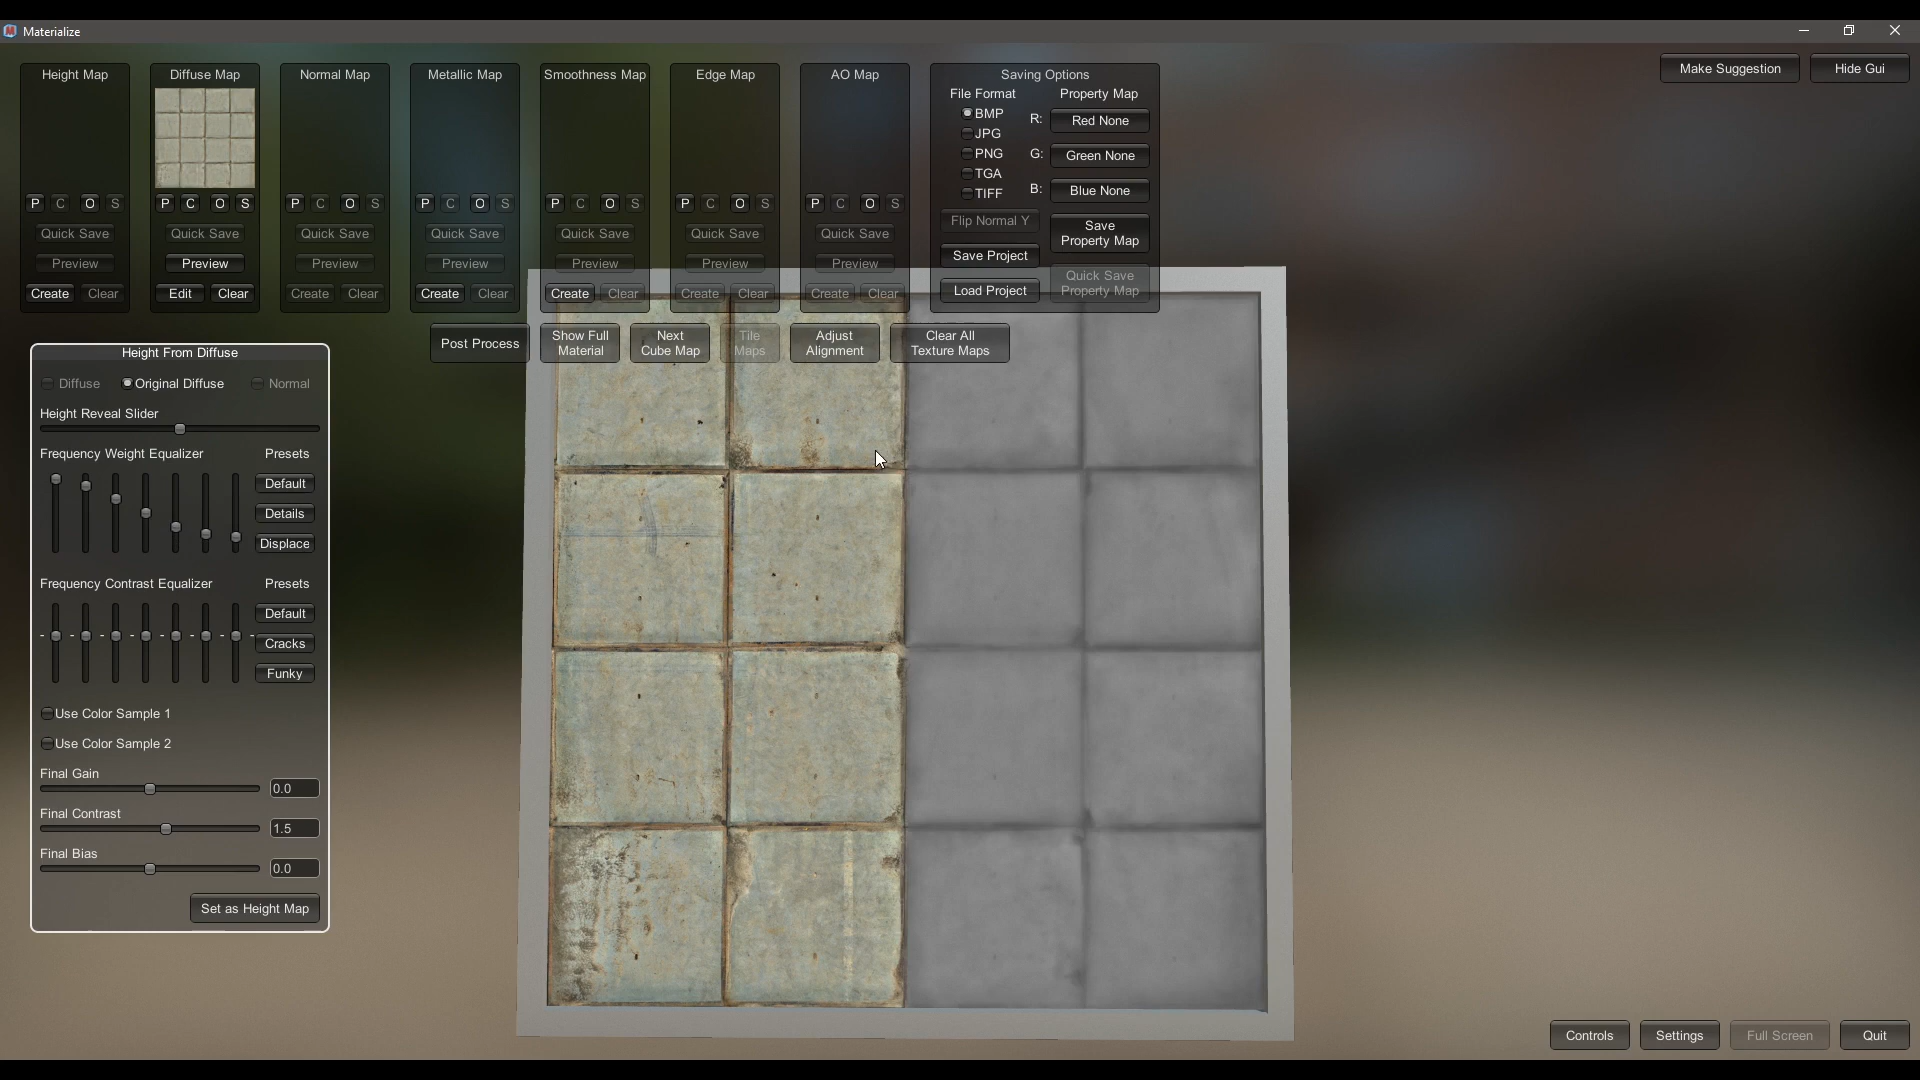 Materialize
Make Suggestion
Hide Gui
Height Map
P C O S
Quick Save
Preview
Create Clear
Diffuse Map
P C O S
Quick Save
Preview
Edit Clear
Normal Map
P C O S
Quick Save
Preview
Create Clear
Metallic Map
P C O S
Quick Save
Preview
Create Clear
Smoothness Map
P C O S
Quick Save
Preview
Create Clear
Edge Map
P C O S
Quick Save
Preview
Create Clear
AO Map
P C O S
Quick Save
Preview
Create Clear
Saving Options
File Format
BMP
JPG
PNG
TGA
TIFF
Flip Normal Y
Save Project
Load Project
Property Map
R: Red None
G: Green None
B: Blue None
Save
Property Map
Quick Save
Property Map
Post Process
Show Full
Material
Next
Cube Map
Tile
Maps
Adjust
Alignment
Clear All
Texture Maps
Height From Diffuse
Diffuse Original Diffuse Normal
Height Reveal Slider
Frequency Weight Equalizer Presets
Default
Details
Displace
Frequency Contrast Equalizer Presets
Default
Cracks
Funky
Use Color Sample 1
Use Color Sample 2
Final Gain
0.0
Final Contrast
1.5
Final Bias
0.0
Set as Height Map
Controls
Settings
Full Screen
Quit